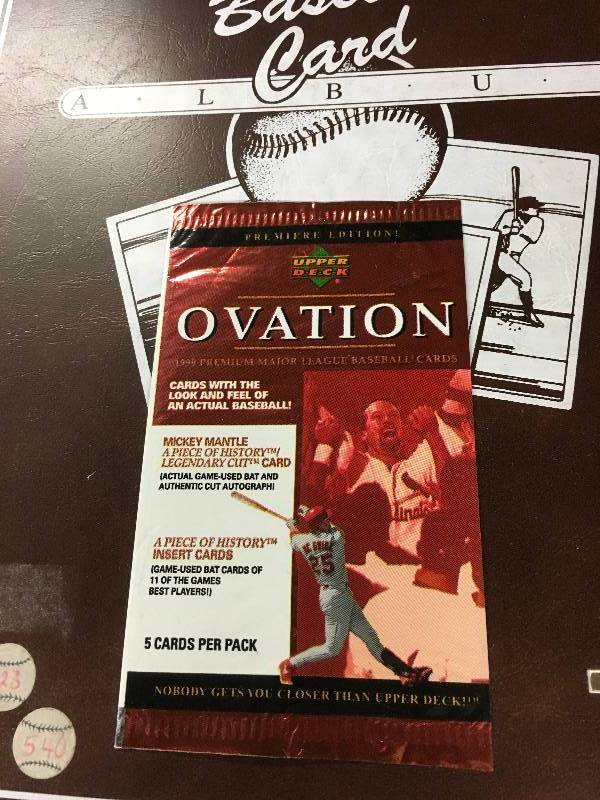 Baseball
Card
A · L · B · U ·
PREMIERE EDITION!
UPPER
D·E·C·K
OVATION
1999 PREMIUM MAJOR LEAGUE BASEBALL CARDS
CARDS WITH THE
LOOK AND FEEL OF
AN ACTUAL BASEBALL!
MICKEY MANTLE
A PIECE OF HISTORY™/
LEGENDARY CUT™ CARD
(ACTUAL GAME-USED BAT AND
AUTHENTIC CUT AUTOGRAPH)
A PIECE OF HISTORY™
INSERT CARDS
(GAME-USED BAT CARDS OF
11 OF THE GAMES
BEST PLAYERS!)
25
5 CARDS PER PACK
NOBODY GETS YOU CLOSER THAN UPPER DECK!!!
23
540